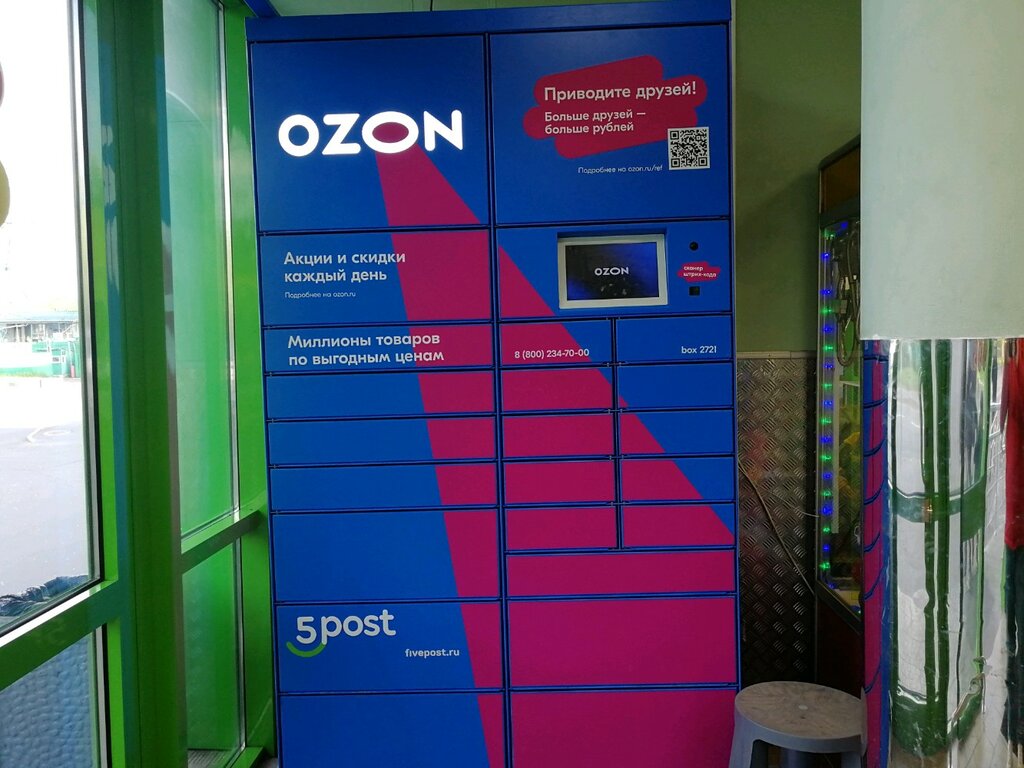 OZON
Приводите друзей!
Больше друзей —
больше рублей
Подробнее на ozon.ru/ref
Акции и скидки
каждый день
Подробнее на ozon.ru
OZON
сканер
штрих-кода
Миллионы товаров
по выгодным ценам
8 (800) 234-70-00
box 2721
5post
fivepost.ru